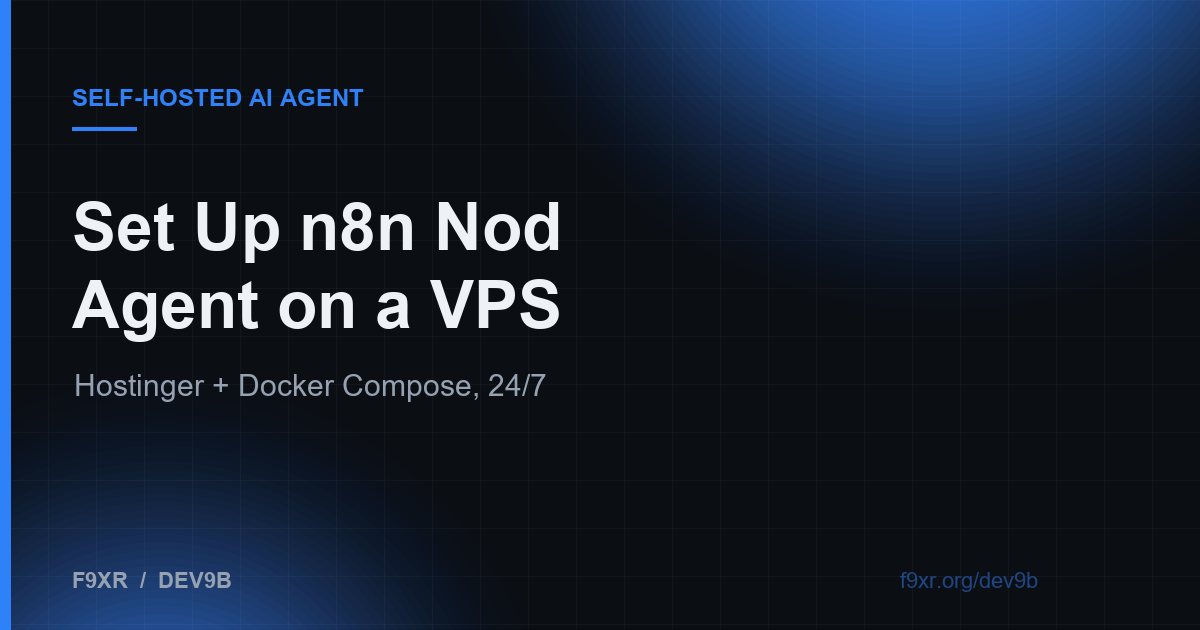 SELF-HOSTED AI AGENT
Set Up n8n Nod
Agent on a VPS
Hostinger + Docker Compose, 24/7
F9XR / DEV9B
f9xr.org/dev9b